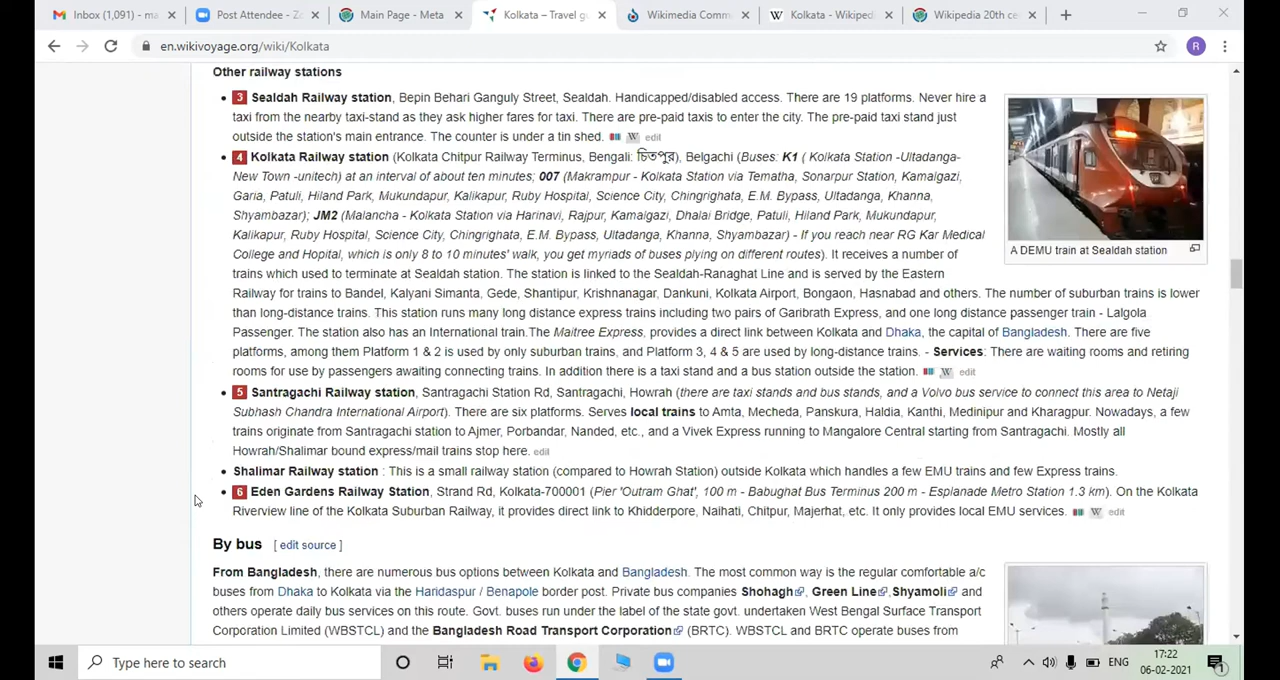 Inbox (1,091) - ma
Post Attendee - Zo
Main Page - Meta
Kolkata – Travel gu
Wikimedia Comm
Kolkata - Wikipedi
Wikipedia 20th ce
en.wikivoyage.org/wiki/Kolkata
R
Other railway stations
3 Sealdah Railway station, Bepin Behari Ganguly Street, Sealdah. Handicapped/disabled access. There are 19 platforms. Never hire a
taxi from the nearby taxi-stand as they ask higher fares for taxi. There are pre-paid taxis to enter the city. The pre-paid taxi stand just
outside the station's main entrance. The counter is under a tin shed. W edit
4 Kolkata Railway station (Kolkata Chitpur Railway Terminus, Bengali: চিতপুর), Belgachi (Buses: K1 ( Kolkata Station -Ultadanga-
New Town -unitech) at an interval of about ten minutes; 007 (Makrampur - Kolkata Station via Tematha, Sonarpur Station, Kamalgazi,
Garia, Patuli, Hiland Park, Mukundapur, Kalikapur, Ruby Hospital, Science City, Chingrighata, E.M. Bypass, Ultadanga, Khanna,
Shyambazar); JM2 (Malancha - Kolkata Station via Harinavi, Rajpur, Kamalgazi, Dhalai Bridge, Patuli, Hiland Park, Mukundapur,
Kalikapur, Ruby Hospital, Science City, Chingrighata, E.M. Bypass, Ultadanga, Khanna, Shyambazar) - If you reach near RG Kar Medical
College and Hopital, which is only 8 to 10 minutes' walk, you get myriads of buses plying on different routes). It receives a number of
trains which used to terminate at Sealdah station. The station is linked to the Sealdah-Ranaghat Line and is served by the Eastern
Railway for trains to Bandel, Kalyani Simanta, Gede, Shantipur, Krishnanagar, Dankuni, Kolkata Airport, Bongaon, Hasnabad and others. The number of suburban trains is lower
than long-distance trains. This station runs many long distance express trains including two pairs of Garibrath Express, and one long distance passenger train - Lalgola
Passenger. The station also has an International train.The Maitree Express, provides a direct link between Kolkata and Dhaka, the capital of Bangladesh. There are five
platforms, among them Platform 1 & 2 is used by only suburban trains, and Platform 3, 4 & 5 are used by long-distance trains. - Services: There are waiting rooms and retiring
rooms for use by passengers awaiting connecting trains. In addition there is a taxi stand and a bus station outside the station. W edit
A DEMU train at Sealdah station
5 Santragachi Railway station, Santragachi Station Rd, Santragachi, Howrah (there are taxi stands and bus stands, and a Volvo bus service to connect this area to Netaji
Subhash Chandra International Airport). There are six platforms. Serves local trains to Amta, Mecheda, Panskura, Haldia, Kanthi, Medinipur and Kharagpur. Nowadays, a few
trains originate from Santragachi station to Ajmer, Porbandar, Nanded, etc., and a Vivek Express running to Mangalore Central starting from Santragachi. Mostly all
Howrah/Shalimar bound express/mail trains stop here. edit
Shalimar Railway station : This is a small railway station (compared to Howrah Station) outside Kolkata which handles a few EMU trains and few Express trains.
6 Eden Gardens Railway Station, Strand Rd, Kolkata-700001 (Pier 'Outram Ghat', 100 m - Babughat Bus Terminus 200 m - Esplanade Metro Station 1.3 km). On the Kolkata
Riverview line of the Kolkata Suburban Railway, it provides direct link to Khidderpore, Naihati, Chitpur, Majerhat, etc. It only provides local EMU services. W edit
By bus [ edit source ]
From Bangladesh, there are numerous bus options between Kolkata and Bangladesh. The most common way is the regular comfortable a/c
buses from Dhaka to Kolkata via the Haridaspur / Benapole border post. Private bus companies Shohagh, Green Line,Shyamoli and
others operate daily bus services on this route. Govt. buses run under the label of the state govt. undertaken West Bengal Surface Transport
Corporation Limited (WBSTCL) and the Bangladesh Road Transport Corporation (BRTC). WBSTCL and BRTC operate buses from
Type here to search
ENG
17:22
06-02-2021